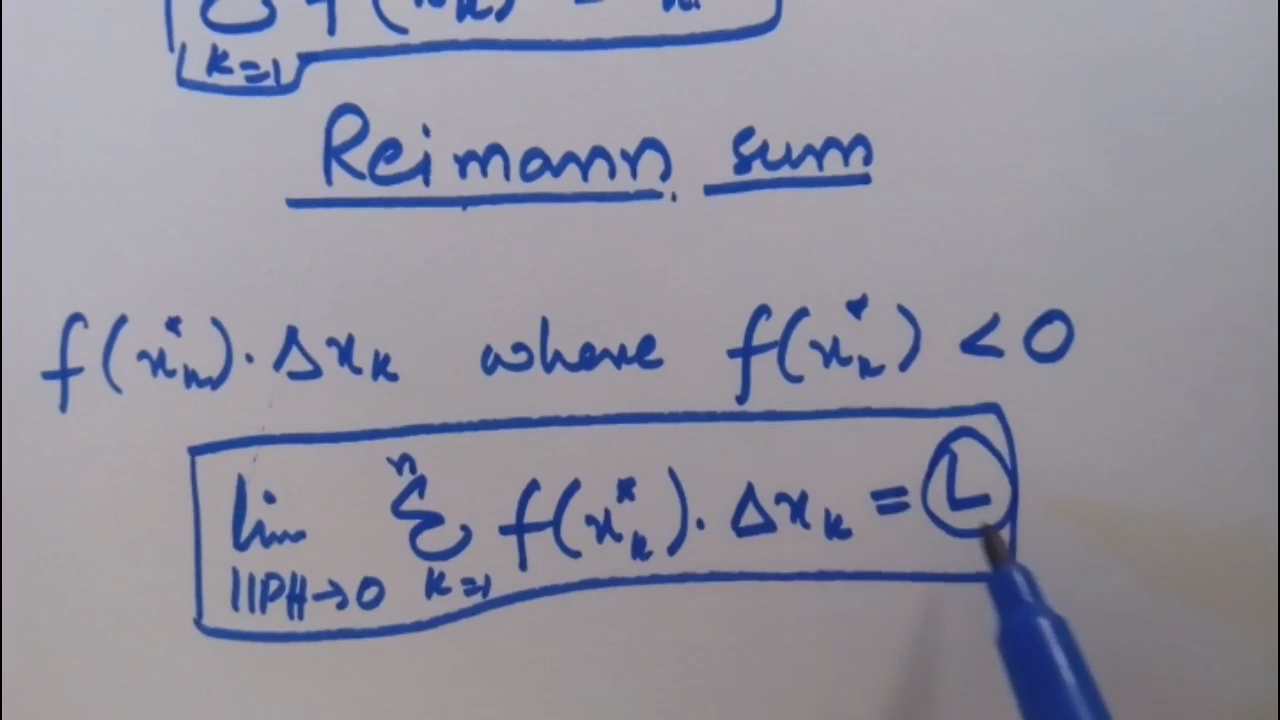 k=1
Reimann sum
f(x*ₖ)·Δxₖ where f(x*ₖ) < 0
lim ∑ⁿ f(x*ₖ)·Δxₖ = L
||P||→0 k=1